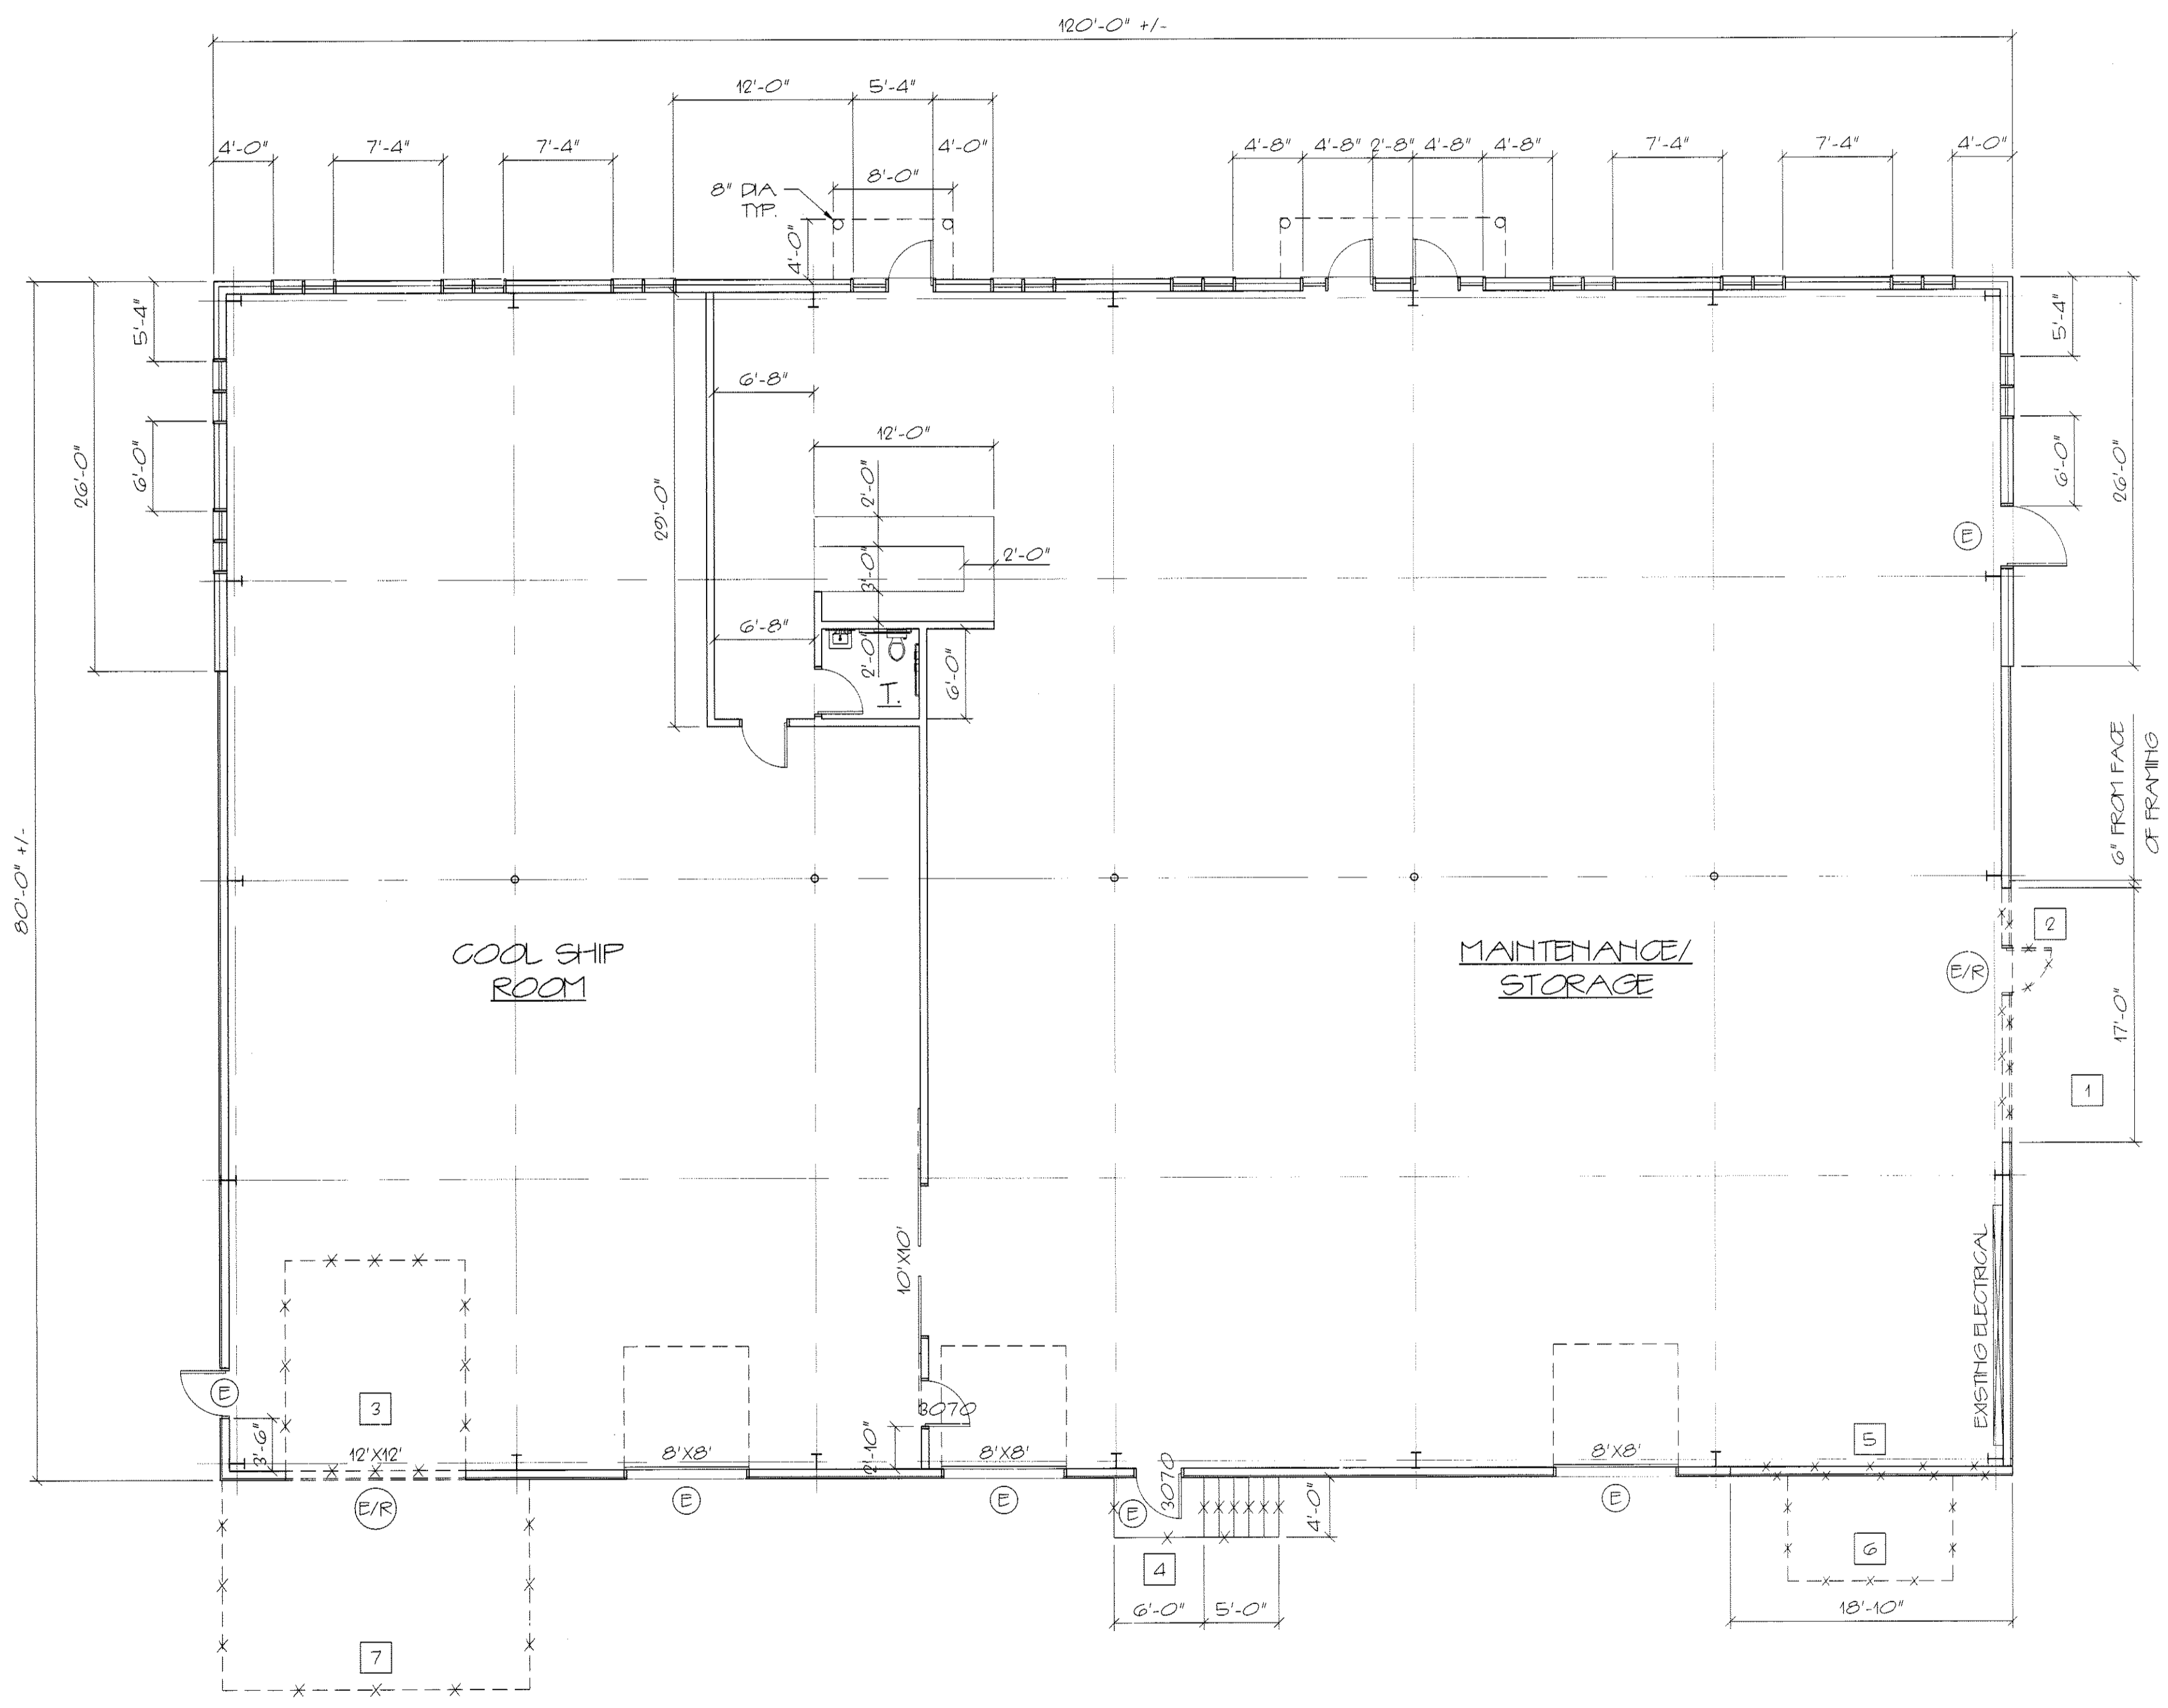 120'-0" +/-
12'-0"
5'-4"
4'-0"
7'-4"
7'-4"
4'-0"
4'-8"
4'-8"
2'-8"
4'-8"
4'-8"
7'-4"
7'-4"
4'-0"
8" DIA.
TYP.
8'-0"
4'-0"
5'-4"
5'-4"
6'-8"
12'-0"
26'-0"
6'-0"
29'-0"
2'-0"
3'-0"
2'-0"
6'-0"
26'-0"
E
6'-8"
2'-0"
T.
6'-0"
80'-0" +/-
6" FROM FACE
OF FRAMING
COOL SHIP
ROOM
MAINTENANCE/
STORAGE
2
E/R
17'-0"
1
10'X10'
EXISTING ELECTRICAL
E
3
3'-6"
12'X12'
8'X8'
2'-10"
3070
8'X8'
3070
8'X8'
5
E/R
E
E
E
4'-0"
E
4
6
6'-0"
5'-0"
18'-10"
7